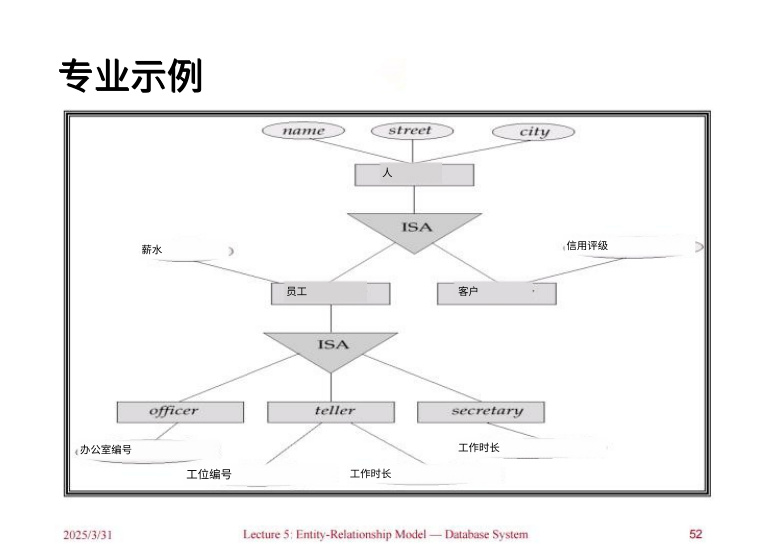 专业示例
name street city
人
ISA
薪水 信用评级
员工 客户
ISA
officer teller secretary
办公室编号 工作时长
工位编号 工作时长
2025/3/31 Lecture 5: Entity-Relationship Model — Database System 52